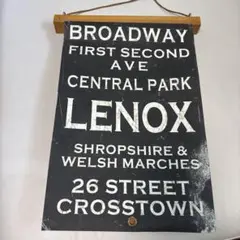 BROADWAY
FIRST SECOND
AVE
CENTRAL PARK
LENOX
SHROPSHIRE &
WELSH MARCHES
26 STREET
CROSSTOWN